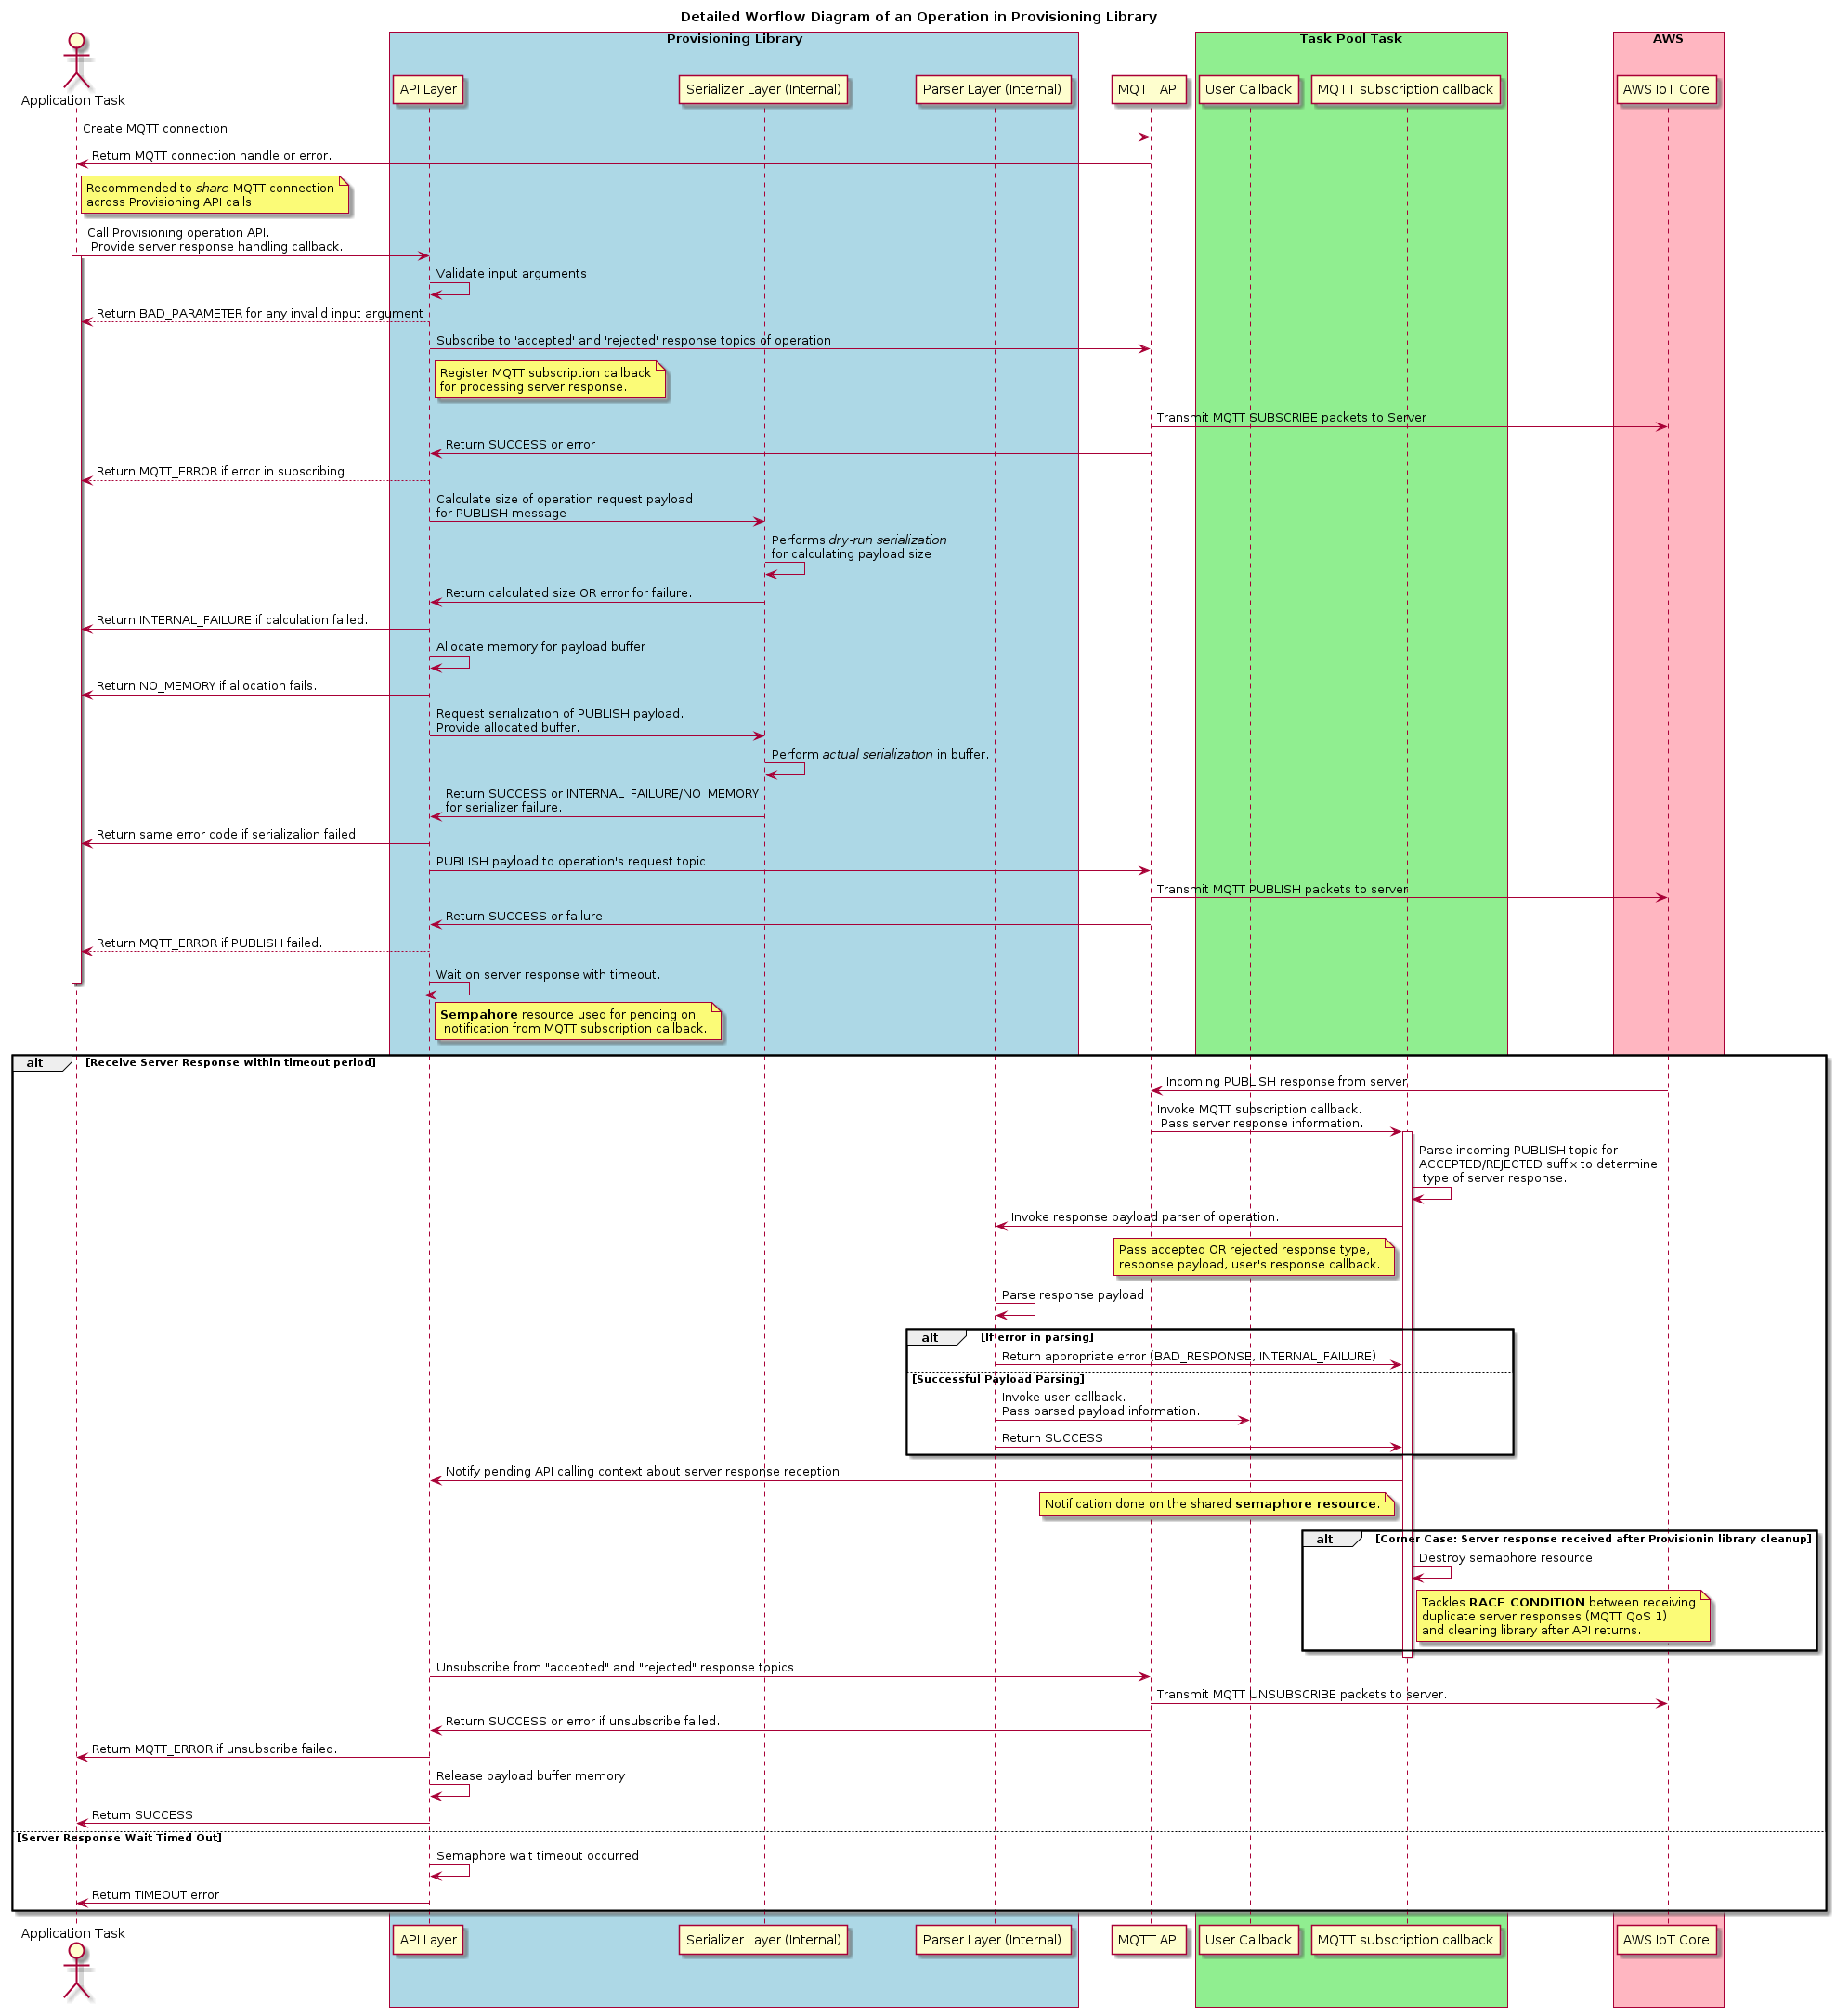 Detailed Worflow Diagram of an Operation in Provisioning Library
Provisioning Library
Task Pool Task
AWS
Application Task
API Layer
Serializer Layer (Internal)
Parser Layer (Internal)
MQTT API
User Callback
MQTT subscription callback
AWS IoT Core
Create MQTT connection
Return MQTT connection handle or error.
Recommended to share MQTT connection
across Provisioning API calls.
Call Provisioning operation API.
Provide server response handling callback.
Validate input arguments
Return BAD_PARAMETER for any invalid input argument
Subscribe to 'accepted' and 'rejected' response topics of operation
Register MQTT subscription callback
for processing server response.
Transmit MQTT SUBSCRIBE packets to Server
Return SUCCESS or error
Return MQTT_ERROR if error in subscribing
Calculate size of operation request payload
for PUBLISH message
Performs dry-run serialization
for calculating payload size
Return calculated size OR error for failure.
Return INTERNAL_FAILURE if calculation failed.
Allocate memory for payload buffer
Return NO_MEMORY if allocation fails.
Request serialization of PUBLISH payload.
Provide allocated buffer.
Perform actual serialization in buffer.
Return SUCCESS or INTERNAL_FAILURE/NO_MEMORY
for serializer failure.
Return same error code if serializalion failed.
PUBLISH payload to operation's request topic
Transmit MQTT PUBLISH packets to server
Return SUCCESS or failure.
Return MQTT_ERROR if PUBLISH failed.
Wait on server response with timeout.
Sempahore resource used for pending on
notification from MQTT subscription callback.
alt [Receive Server Response within timeout period]
Incoming PUBLISH response from server
Invoke MQTT subscription callback.
Pass server response information.
Parse incoming PUBLISH topic for
ACCEPTED/REJECTED suffix to determine
type of server response.
Invoke response payload parser of operation.
Pass accepted OR rejected response type,
response payload, user's response callback.
Parse response payload
alt [If error in parsing]
Return appropriate error (BAD_RESPONSE, INTERNAL_FAILURE)
[Successful Payload Parsing]
Invoke user-callback.
Pass parsed payload information.
Return SUCCESS
Notify pending API calling context about server response reception
Notification done on the shared semaphore resource.
alt [Corner Case: Server response received after Provisionin library cleanup]
Destroy semaphore resource
Tackles RACE CONDITION between receiving
duplicate server responses (MQTT QoS 1)
and cleaning library after API returns.
Unsubscribe from "accepted" and "rejected" response topics
Transmit MQTT UNSUBSCRIBE packets to server.
Return SUCCESS or error if unsubscribe failed.
Return MQTT_ERROR if unsubscribe failed.
Release payload buffer memory
Return SUCCESS
[Server Response Wait Timed Out]
Semaphore wait timeout occurred
Return TIMEOUT error
Application Task
API Layer
Serializer Layer (Internal)
Parser Layer (Internal)
MQTT API
User Callback
MQTT subscription callback
AWS IoT Core